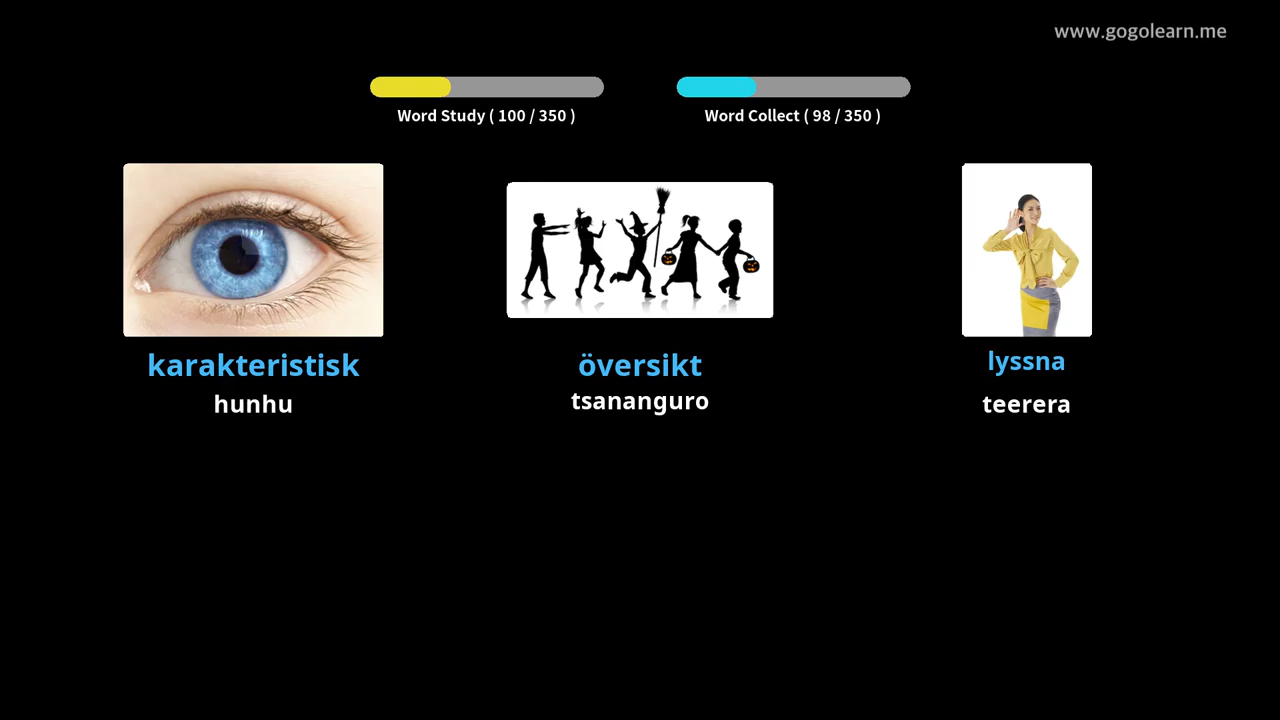 www.gogolearn.me
Word Study ( 100 / 350 )
Word Collect ( 98 / 350 )
karakteristisk
hunhu
översikt
tsananguro
lyssna
teerera